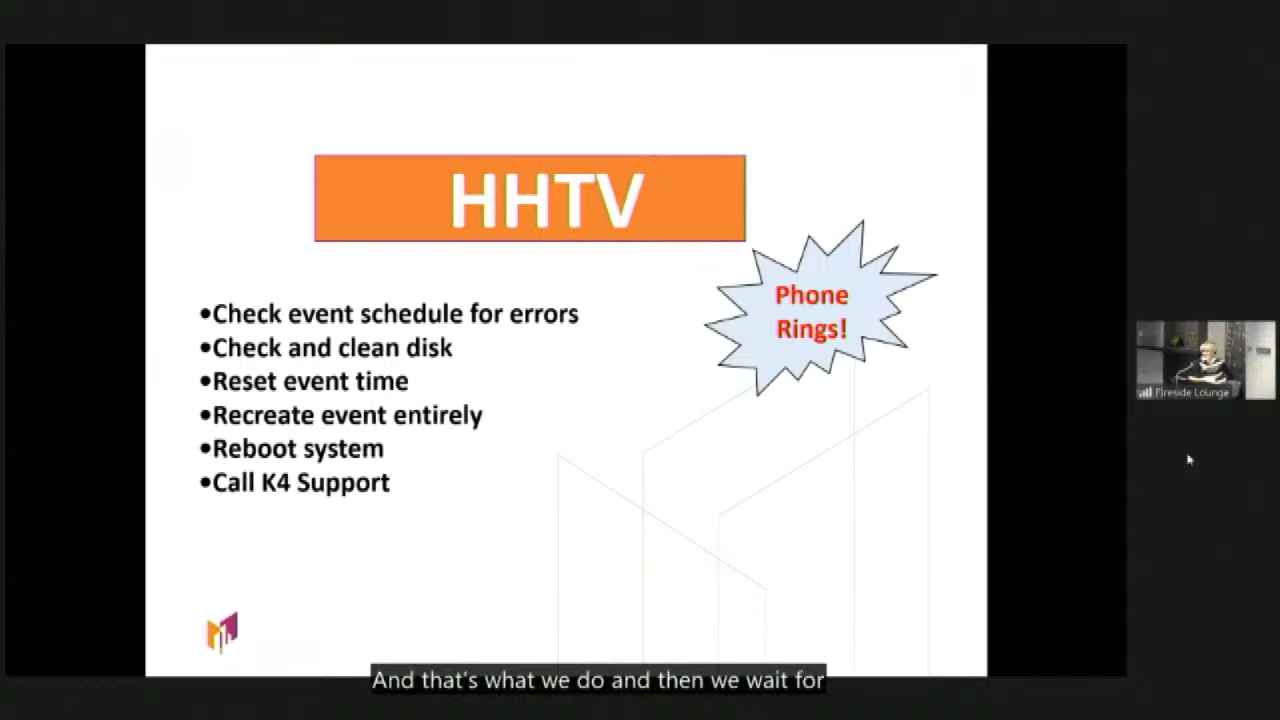 HHTV
Phone
Rings!
•Check event schedule for errors
•Check and clean disk
•Reset event time
•Recreate event entirely
•Reboot system
•Call K4 Support
Fireside Lounge
And that's what we do and then we wait for